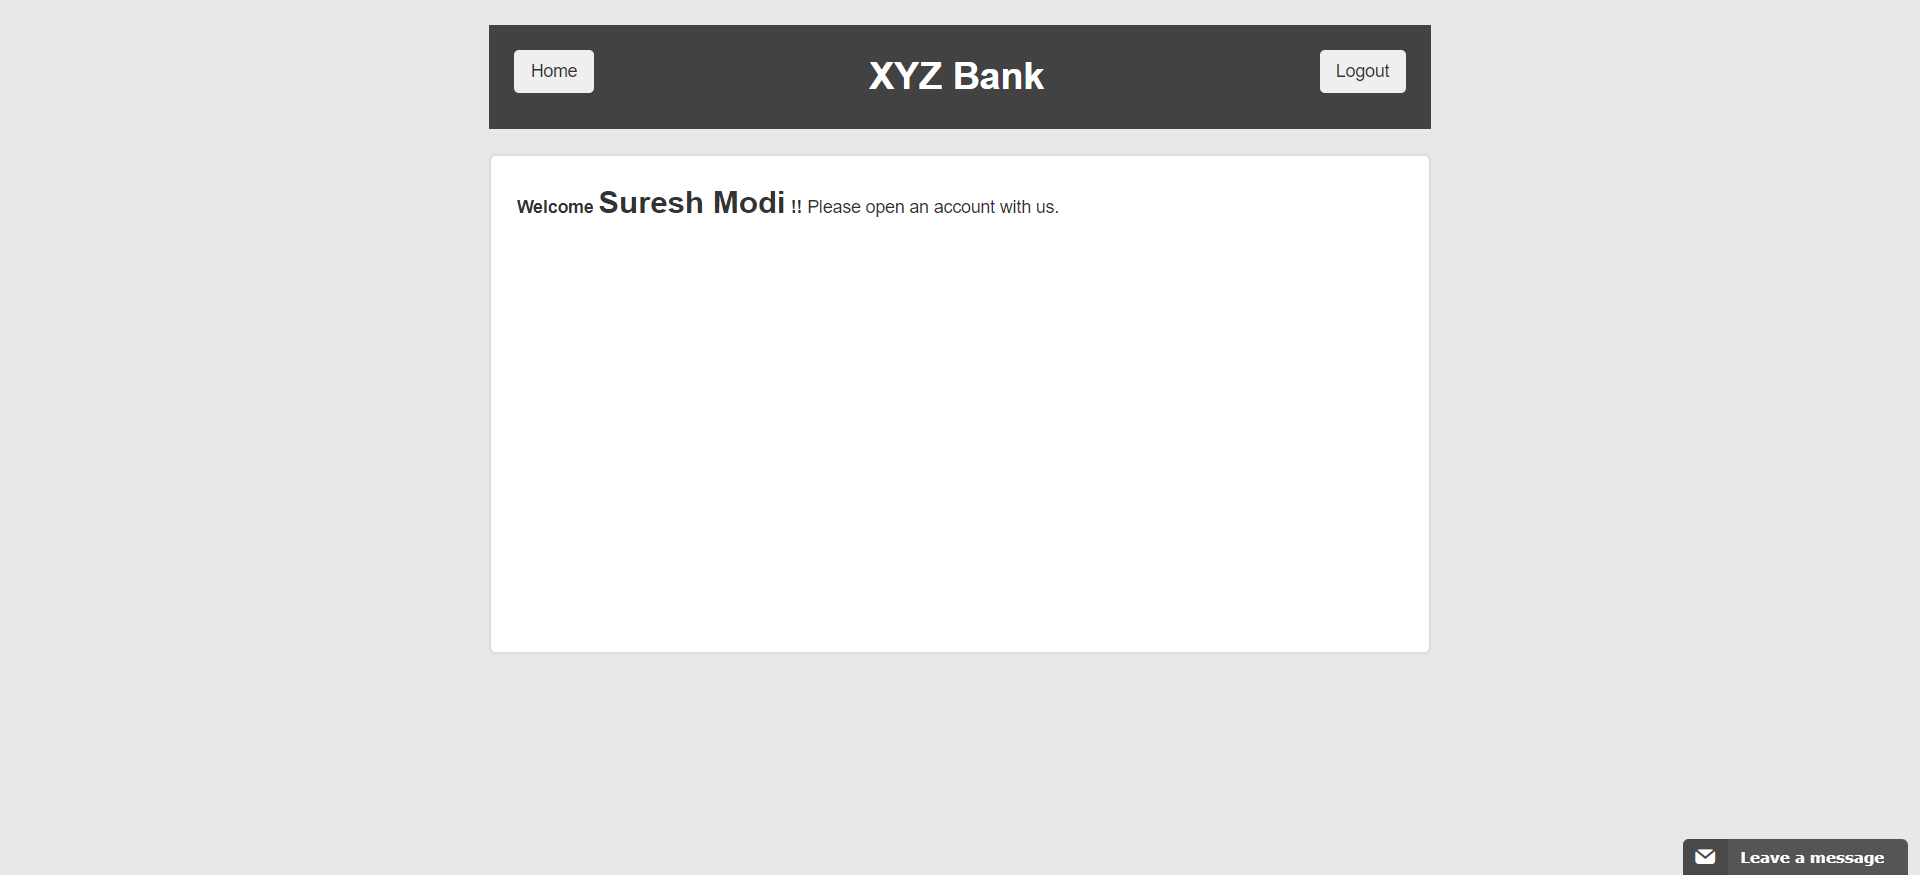 Home
XYZ Bank
Logout
Welcome Suresh Modi !! Please open an account with us.
Leave a message